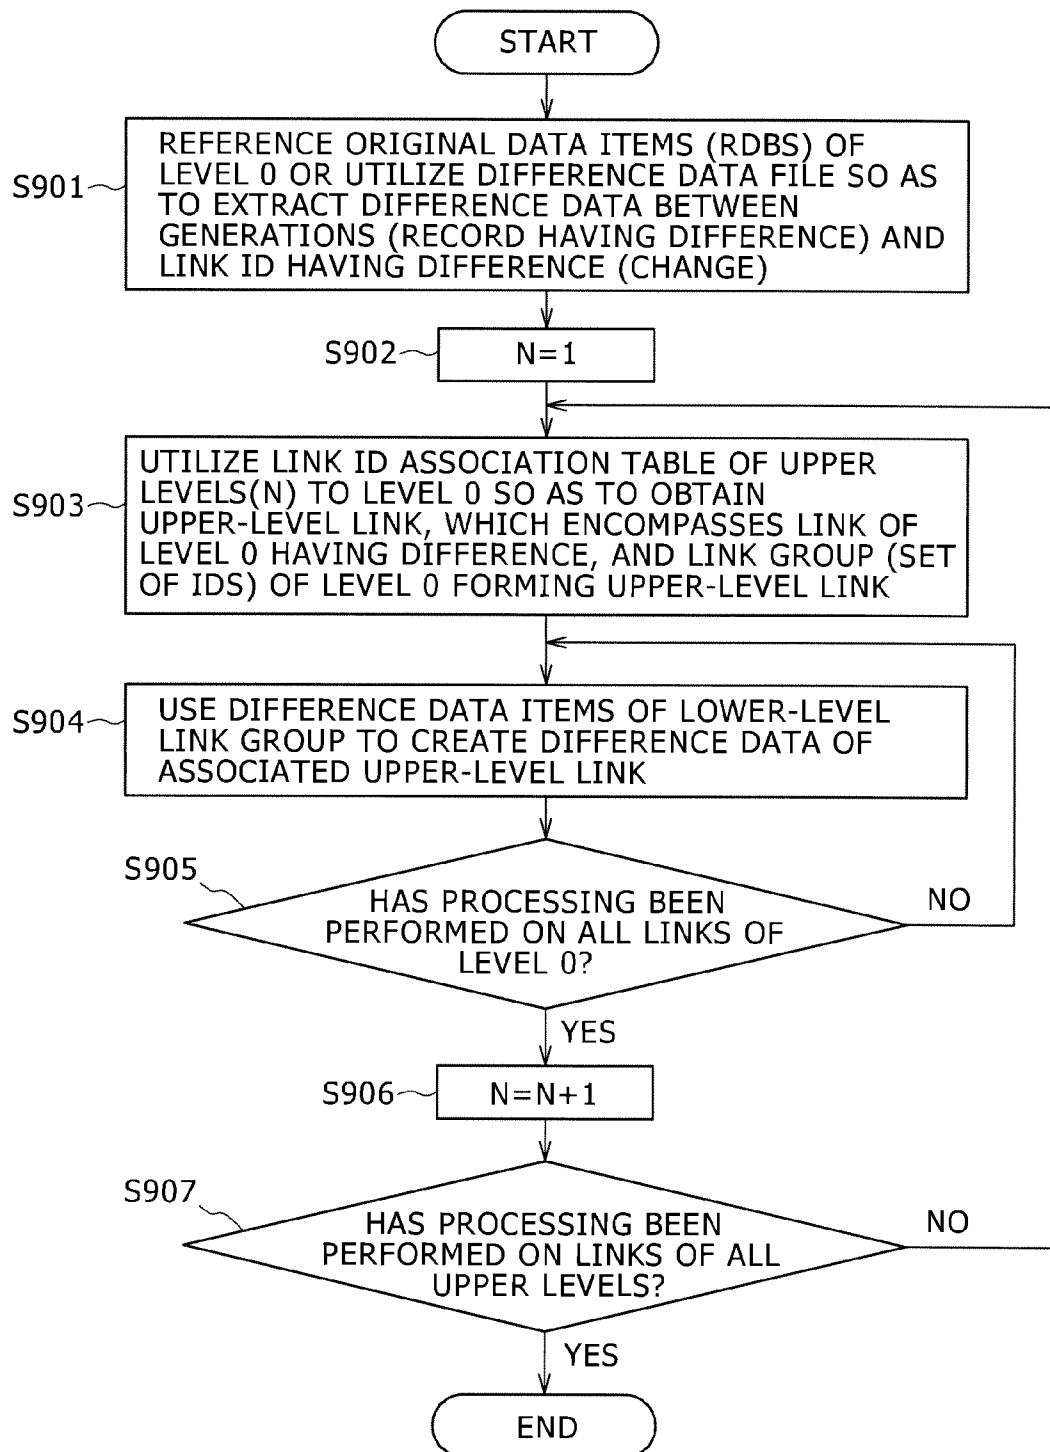 START
S901
REFERENCE ORIGINAL DATA ITEMS (RDBS) OF
LEVEL 0 OR UTILIZE DIFFERENCE DATA FILE SO AS
TO EXTRACT DIFFERENCE DATA BETWEEN
GENERATIONS (RECORD HAVING DIFFERENCE) AND
LINK ID HAVING DIFFERENCE (CHANGE)
S902
N=1
S903
UTILIZE LINK ID ASSOCIATION TABLE OF UPPER
LEVELS(N) TO LEVEL 0 SO AS TO OBTAIN
UPPER-LEVEL LINK, WHICH ENCOMPASSES LINK OF
LEVEL 0 HAVING DIFFERENCE, AND LINK GROUP (SET
OF IDS) OF LEVEL 0 FORMING UPPER-LEVEL LINK
S904
USE DIFFERENCE DATA ITEMS OF LOWER-LEVEL
LINK GROUP TO CREATE DIFFERENCE DATA OF
ASSOCIATED UPPER-LEVEL LINK
S905
HAS PROCESSING BEEN
PERFORMED ON ALL LINKS OF
LEVEL 0?
NO
YES
S906
N=N+1
S907
HAS PROCESSING BEEN
PERFORMED ON LINKS OF ALL
UPPER LEVELS?
NO
YES
END